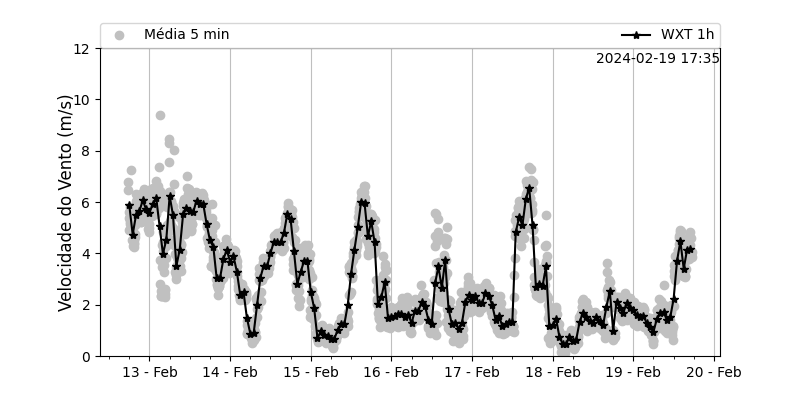 Média 5 min
WXT 1h
2024-02-19 17:35
Velocidade do Vento (m/s)
12
10
8
6
4
2
0
13 - Feb
14 - Feb
15 - Feb
16 - Feb
17 - Feb
18 - Feb
19 - Feb
20 - Feb